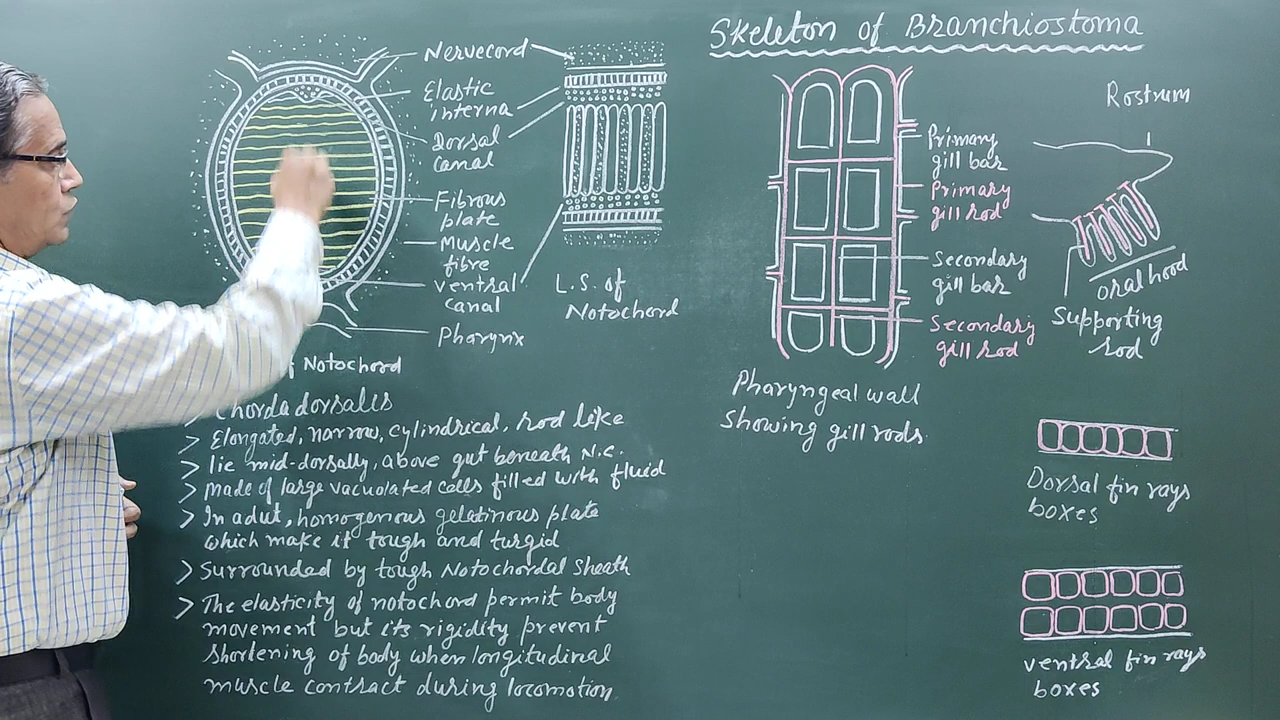 Skeleton of Branchiostoma
Nervecord
Elastic
interna
Dorsal
canal
Fibrous
plate
Muscle
fibre
ventral
canal
Pharynx
Notochord
L.S. of
Notochord
Primary
gill bar
Primary
gill rod
Secondary
gill bar
Secondary
gill rod
Pharyngeal wall
Showing gill rods
Rostrum
oral hood
Supporting
rod
Dorsal fin rays
boxes
ventral fin rays
boxes
Chorda dorsalis
> Elongated, narrow, cylindrical, rod like
> lie mid-dorsally, above gut beneath N.C.
> made of large vacuolated cells filled with fluid
> In adut, homogenous gelatinous plate
which make it tough and turgid
> Surrounded by tough Notochordal Sheath
> The elasticity of notochord permit body
movement but its rigidity prevent
shortening of body when longitudinal
muscle contract during locomotion